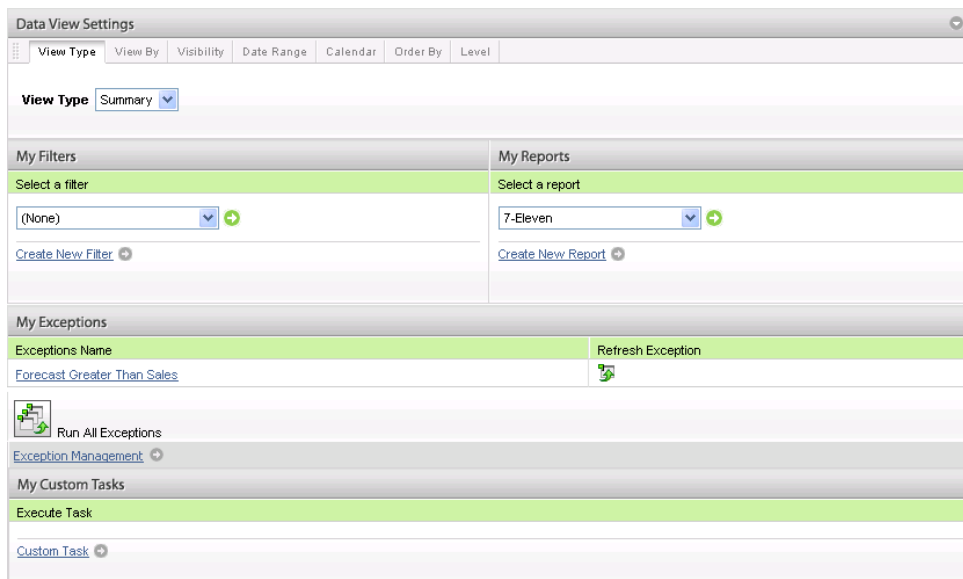 Data View Settings
View Type View By Visibility Date Range Calendar Order By Level
View Type Summary
My Filters
Select a filter
(None)
Create New Filter
My Reports
Select a report
7-Eleven
Create New Report
My Exceptions
Exceptions Name Refresh Exception
Forecast Greater Than Sales
Run All Exceptions
Exception Management
My Custom Tasks
Execute Task
Custom Task